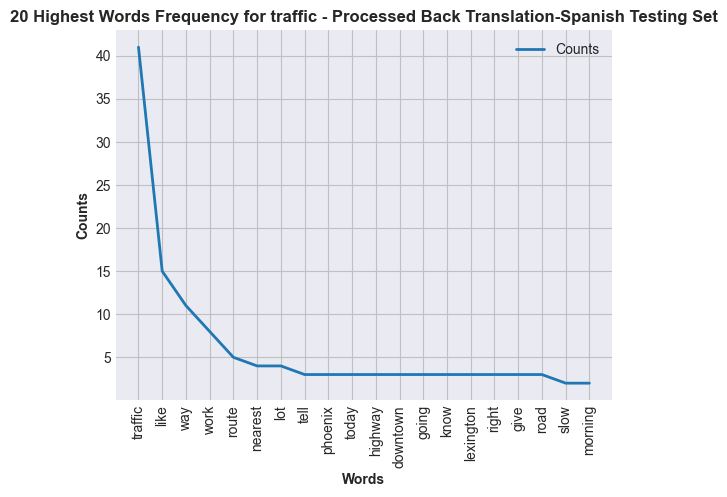 20 Highest Words Frequency for traffic - Processed Back Translation-Spanish Testing Set
Counts
40
35
30
25
20
15
10
5
Counts
traffic
like
way
work
route
nearest
lot
tell
phoenix
today
highway
downtown
going
know
lexington
right
give
road
slow
morning
Words